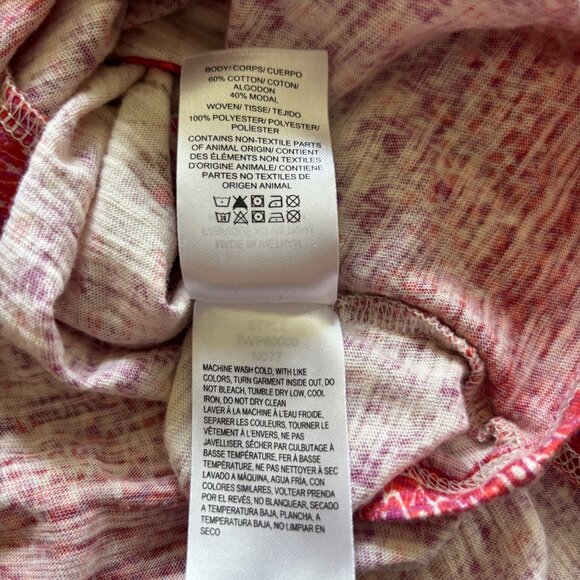 BODY/ CORPS/ CUERPO
60% COTTON/ COTON/
ALGODON
40% MODAL
WOVEN/ TISSE/ TEJIDO
100% POLYESTER/ POLYESTER/
POLIESTER
CONTAINS NON-TEXTILE PARTS
OF ANIMAL ORIGIN/ CONTIENT
DES ÉLÉMENTS NON TEXTILES
D'ORIGINE ANIMALE/ CONTIENE
PARTES NO TEXTILES DE
ORIGEN ANIMAL
MADE IN VIETNAM
MACHINE WASH COLD, WITH LIKE
COLORS, TURN GARMENT INSIDE OUT, DO
NOT BLEACH, TUMBLE DRY LOW, COOL
IRON, DO NOT DRY CLEAN
LAVER À LA MACHINE À L'EAU FROIDE,
SEPARER LES COULEURS, TOURNER LE
VÊTEMENT À L'ENVERS, NE PAS
JAVELLISER, SÉCHER PAR CULBUTAGE À
BASSE TEMPÉRATURE, FER À BASSE
TEMPÉRATURE, NE PAS NETTOYER À SEC
LAVADO A MÁQUINA, AGUA FRÍA, CON
COLORES SIMILARES, VOLTEAR PRENDA
POR EL REVÉS, NO BLANQUEAR, SECADO
A TEMPERATURA BAJA, PLANCHA, A
TEMPERATURA BAJA, NO LIMPIAR EN
SECO